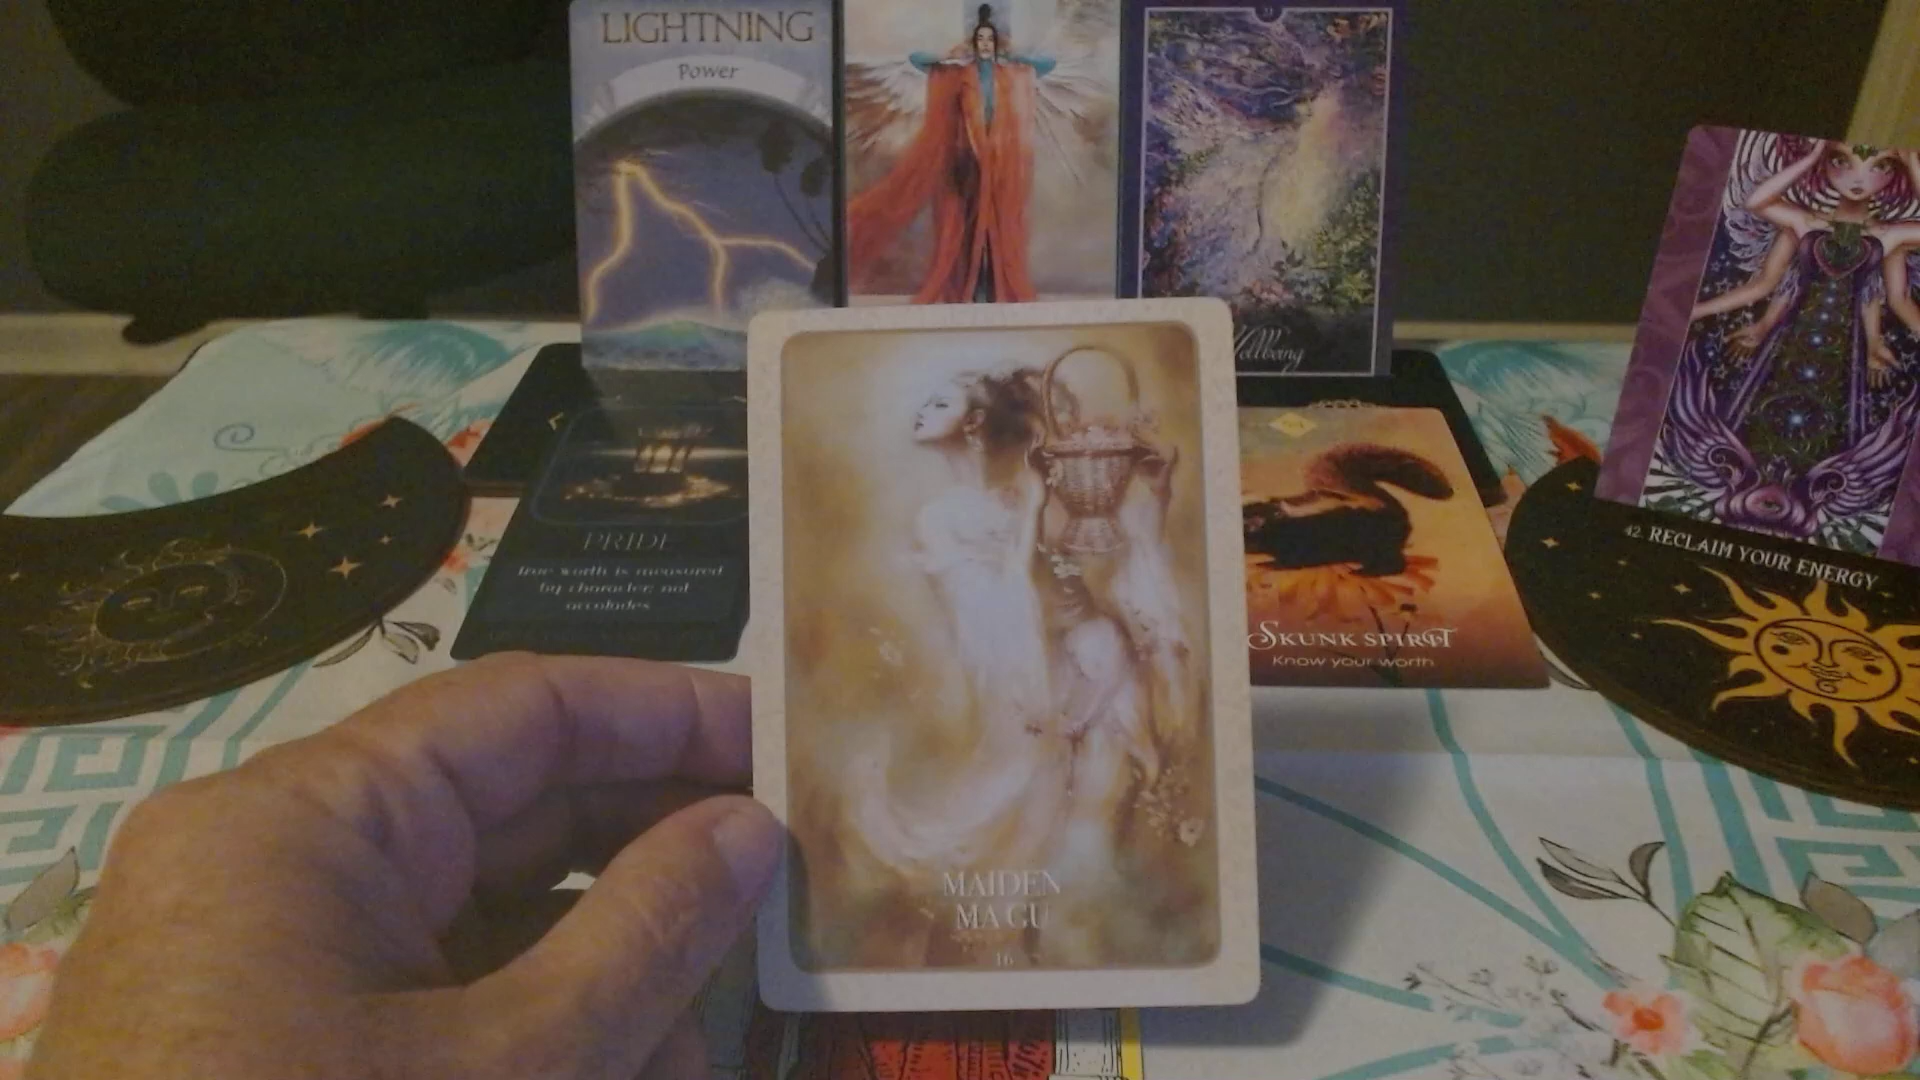 LIGHTNING
Power
Wellbeing
PRIDE
True worth is measured
by character; not
accolades
SKUNK SPIRIT
Know your worth
42. RECLAIM YOUR ENERGY
MAIDEN
MA GU
16